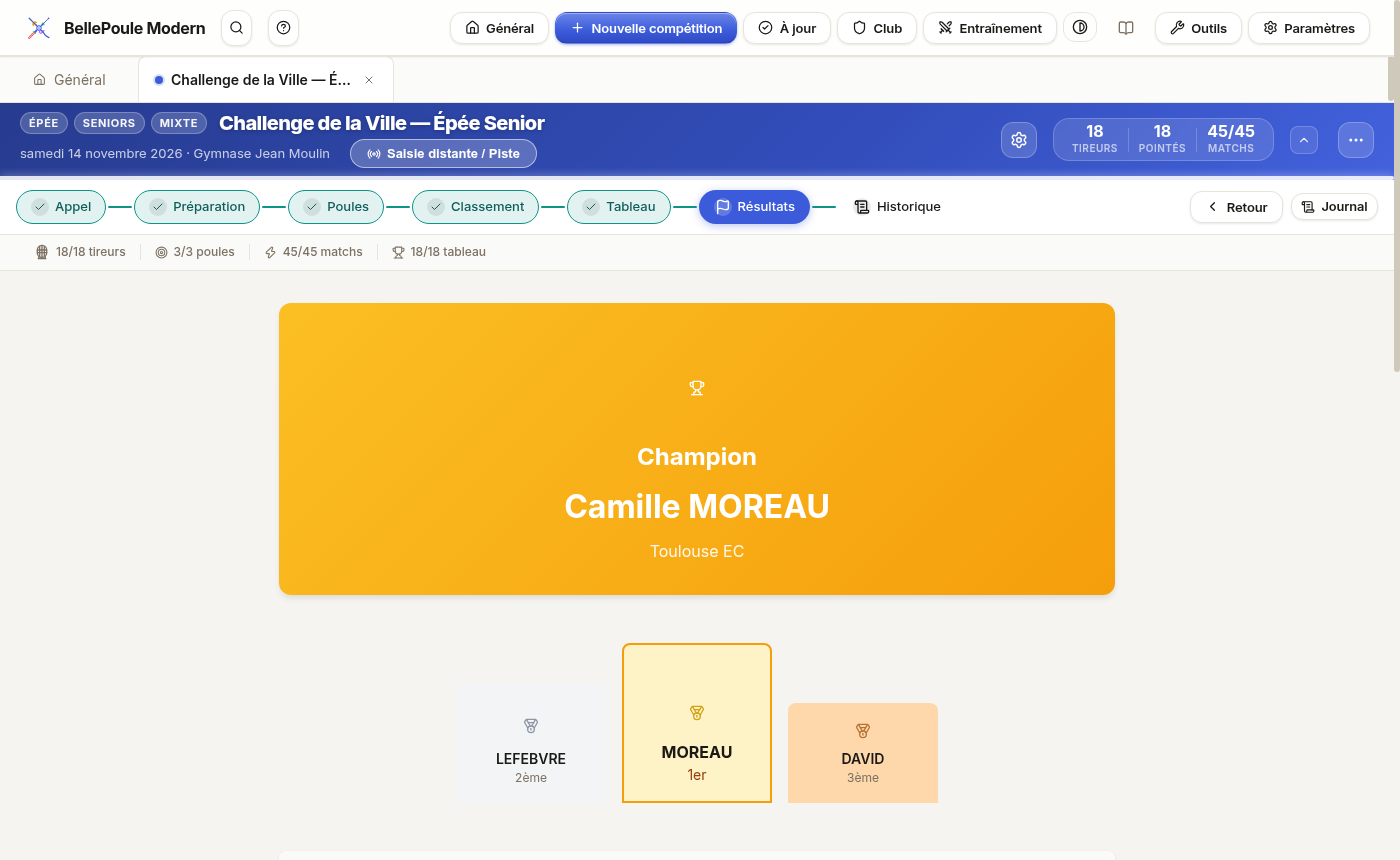 BellePoule Modern
Général
Nouvelle compétition
À jour
Club
Entraînement
Outils
Paramètres
Général
Challenge de la Ville — É...
ÉPÉE
SENIORS
MIXTE
Challenge de la Ville — Épée Senior
samedi 14 novembre 2026 · Gymnase Jean Moulin
Saisie distante / Piste
18
TIREURS
18
POINTÉS
45/45
MATCHS
Appel
Préparation
Poules
Classement
Tableau
Résultats
Historique
Retour
Journal
18/18 tireurs
3/3 poules
45/45 matchs
18/18 tableau
Champion
Camille MOREAU
Toulouse EC
LEFEBVRE
2ème
MOREAU
1er
DAVID
3ème